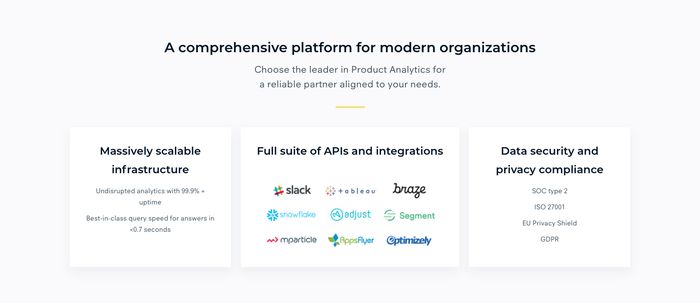 A comprehensive platform for modern organizations
Choose the leader in Product Analytics for
a reliable partner aligned to your needs.
Massively scalable
infrastructure
Undisrupted analytics with 99.9% +
uptime
Best-in-class query speed for answers in
<0.7 seconds
Full suite of APIs and integrations
slack
+ableau
braze
snowflake
adjust
Segment
mparticle
AppsFlyer
Optimizely
Data security and
privacy compliance
SOC type 2
ISO 27001
EU Privacy Shield
GDPR